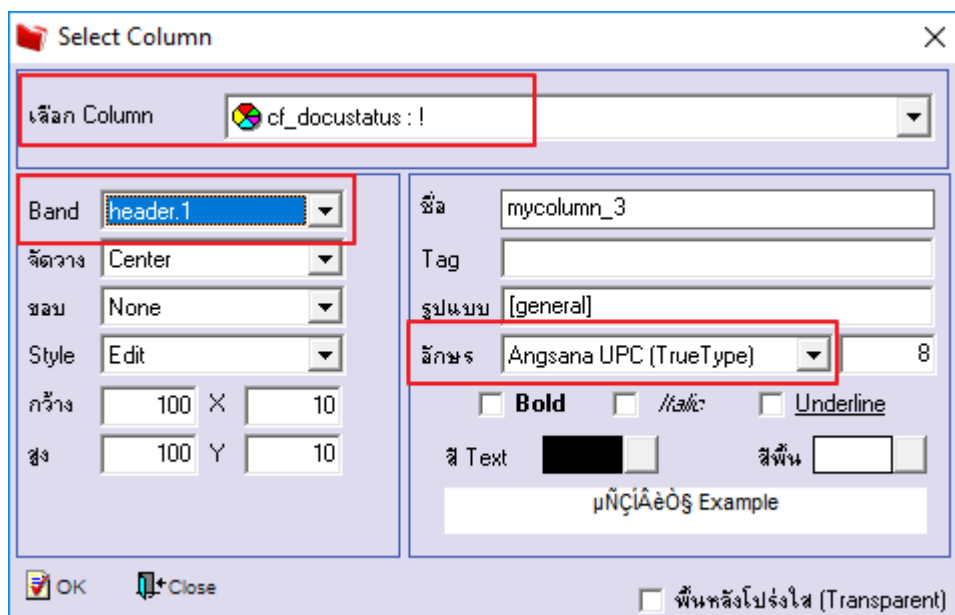 Select Column
เลือก Column cf_docustatus : !
Band header.1
จัดวาง Center
ขอบ None
Style Edit
กว้าง 100 X 10
สูง 100 Y 10
ชื่อ mycolumn_3
Tag
รูปแบบ [general]
อักษร Angsana UPC (TrueType) 8
Bold Italic Underline
สี Text สีพื้น
µÑÇÍÂèÒ§ Example
OK Close
พื้นหลังโปร่งใส (Transparent)